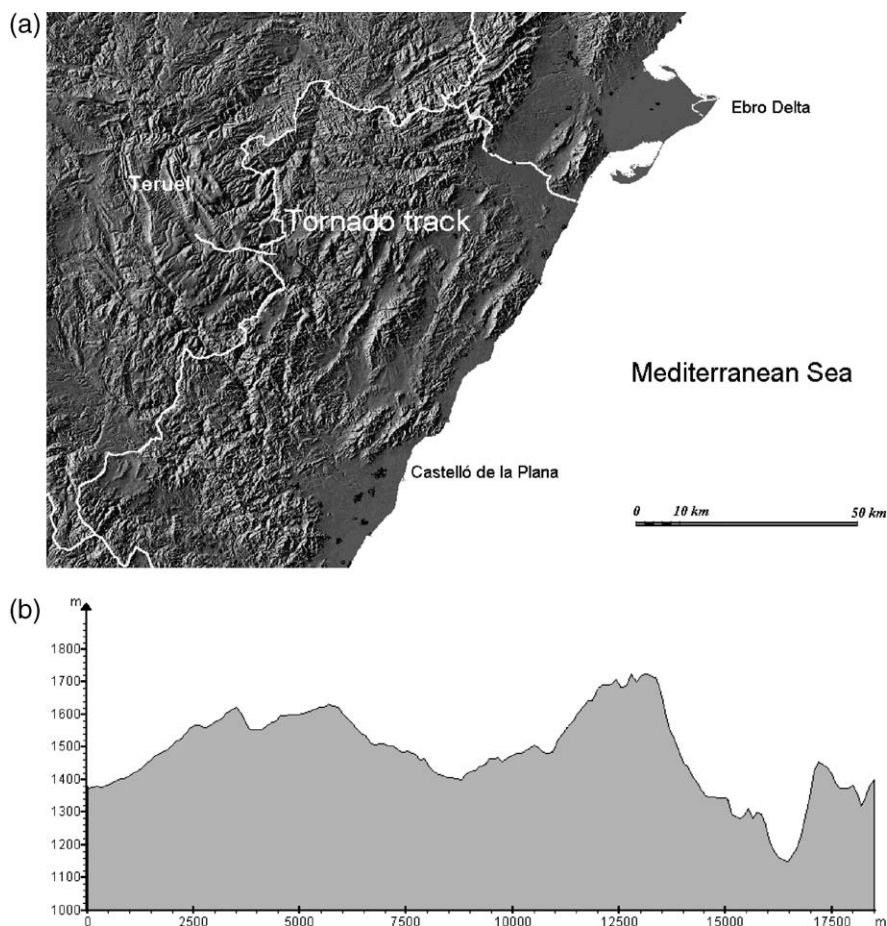 (a)
Ebro Delta
Teruel
Tornado track
Mediterranean Sea
Castelló de la Plana
10 km
50 km
(b)
m
1800
1700
1600
1500
1400
1300
1200
1100
1000
0 2500 5000 7500 10000 12500 15000 17500 m